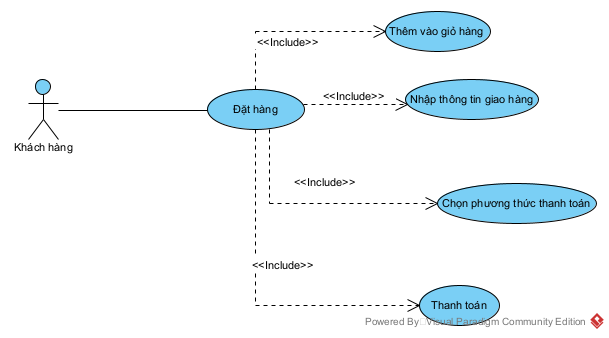 Thêm vào giỏ hàng
<<Include>>
Nhập thông tin giao hàng
<<Include>>
Đặt hàng
Khách hàng
<<Include>>
Chọn phương thức thanh toán
<<Include>>
Thanh toán
Powered By Visual Paradigm Community Edition